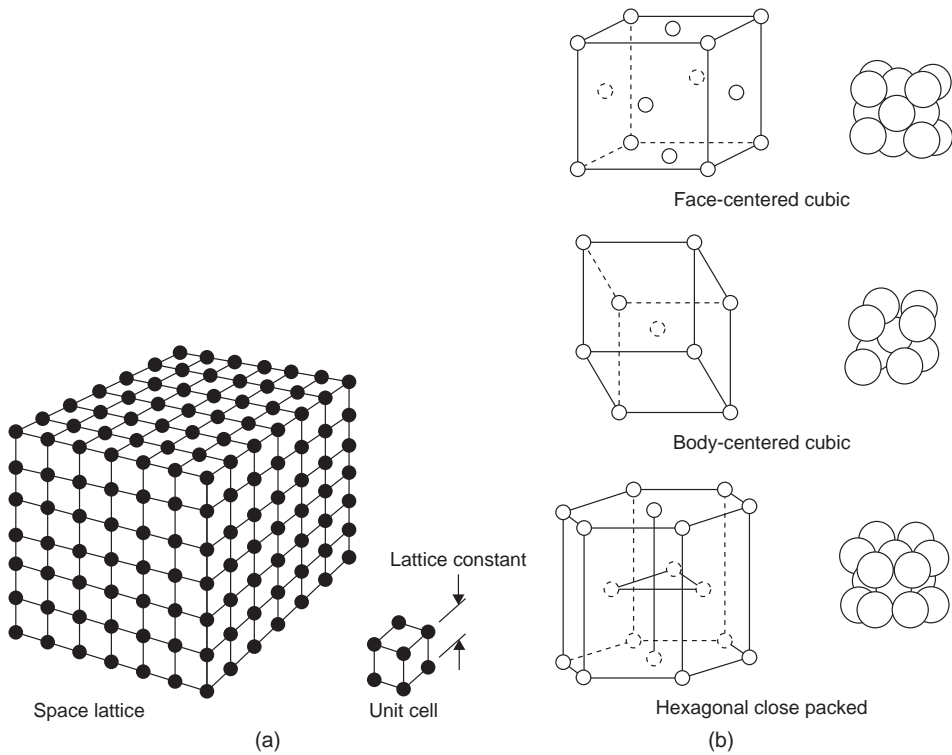 Face-centered cubic
Body-centered cubic
Lattice constant
Space lattice
Unit cell
Hexagonal close packed
(a)
(b)